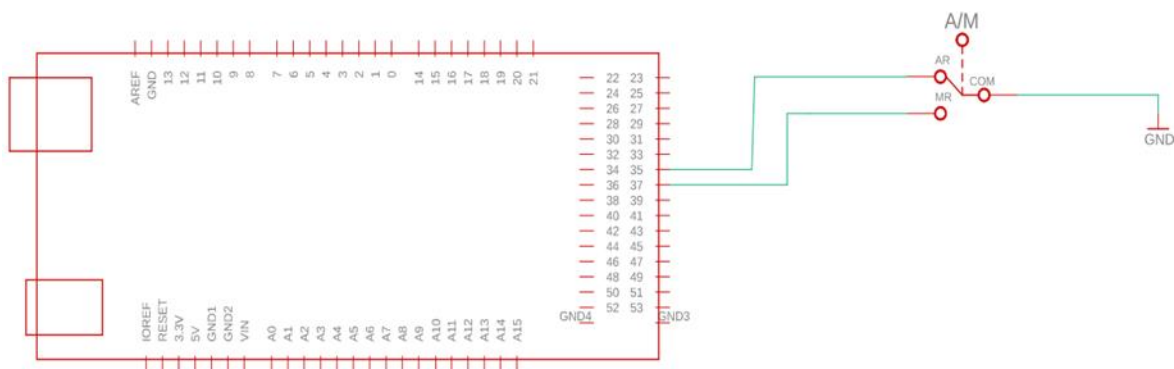 A/M
AR
COM
MR
GND
AREF
GND
13
12
11
10
9
8
7
6
5
4
3
2
1
0
14
15
16
17
18
19
20
21
22 23
24 25
26 27
28 29
30 31
32 33
34 35
36 37
38 39
40 41
42 43
44 45
46 47
48 49
50 51
52 53
GND4 GND3
IOREF
RESET
3.3V
5V
GND1
GND2
VIN
A0
A1
A2
A3
A4
A5
A6
A7
A8
A9
A10
A11
A12
A13
A14
A15